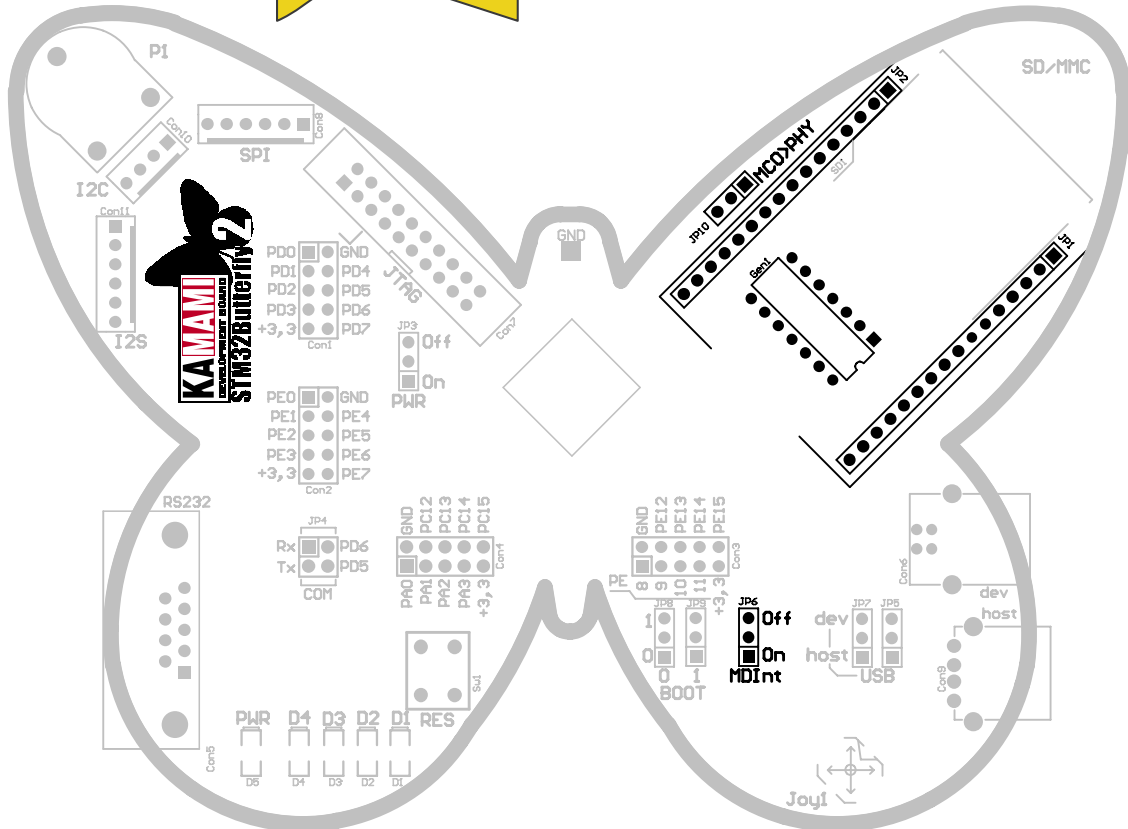 P1
SD/MMC
JP2
Con10
Con8
SPI
MCO>PHY
SD1
I2C
Con11
JP10
JP1
GND
PD0 GND
PD1 PD4
PD2 PD5
PD3 PD6
+3,3 PD7
Con1
JTAG
Con7
Gen1
I2S
KAMAMI
DEVELOPMENT BOARD
STM32Butterfly2
JP3
Off
On
PWR
PE0 GND
PE1 PE4
PE2 PE5
PE3 PE6
+3,3 PE7
Con2
RS232
JP4
Rx PD6
Tx PD5
COM
GND PC12 PC13 PC14 PC15
Con4
PA0 PA1 PA2 PA3 +3,3
GND PE12 PE13 PE14 PE15
Con3
PE 8 9 10 11 +3,3
Con6
dev
host
JP8 JP9
1
0
0 1
BOOT
JP6
Off
On
MDInt
JP7 JP5
dev
host
USB
Con9
Sw1
RES
Con5
PWR D4 D3 D2 D1
D5 D4 D3 D2 D1
Joy1